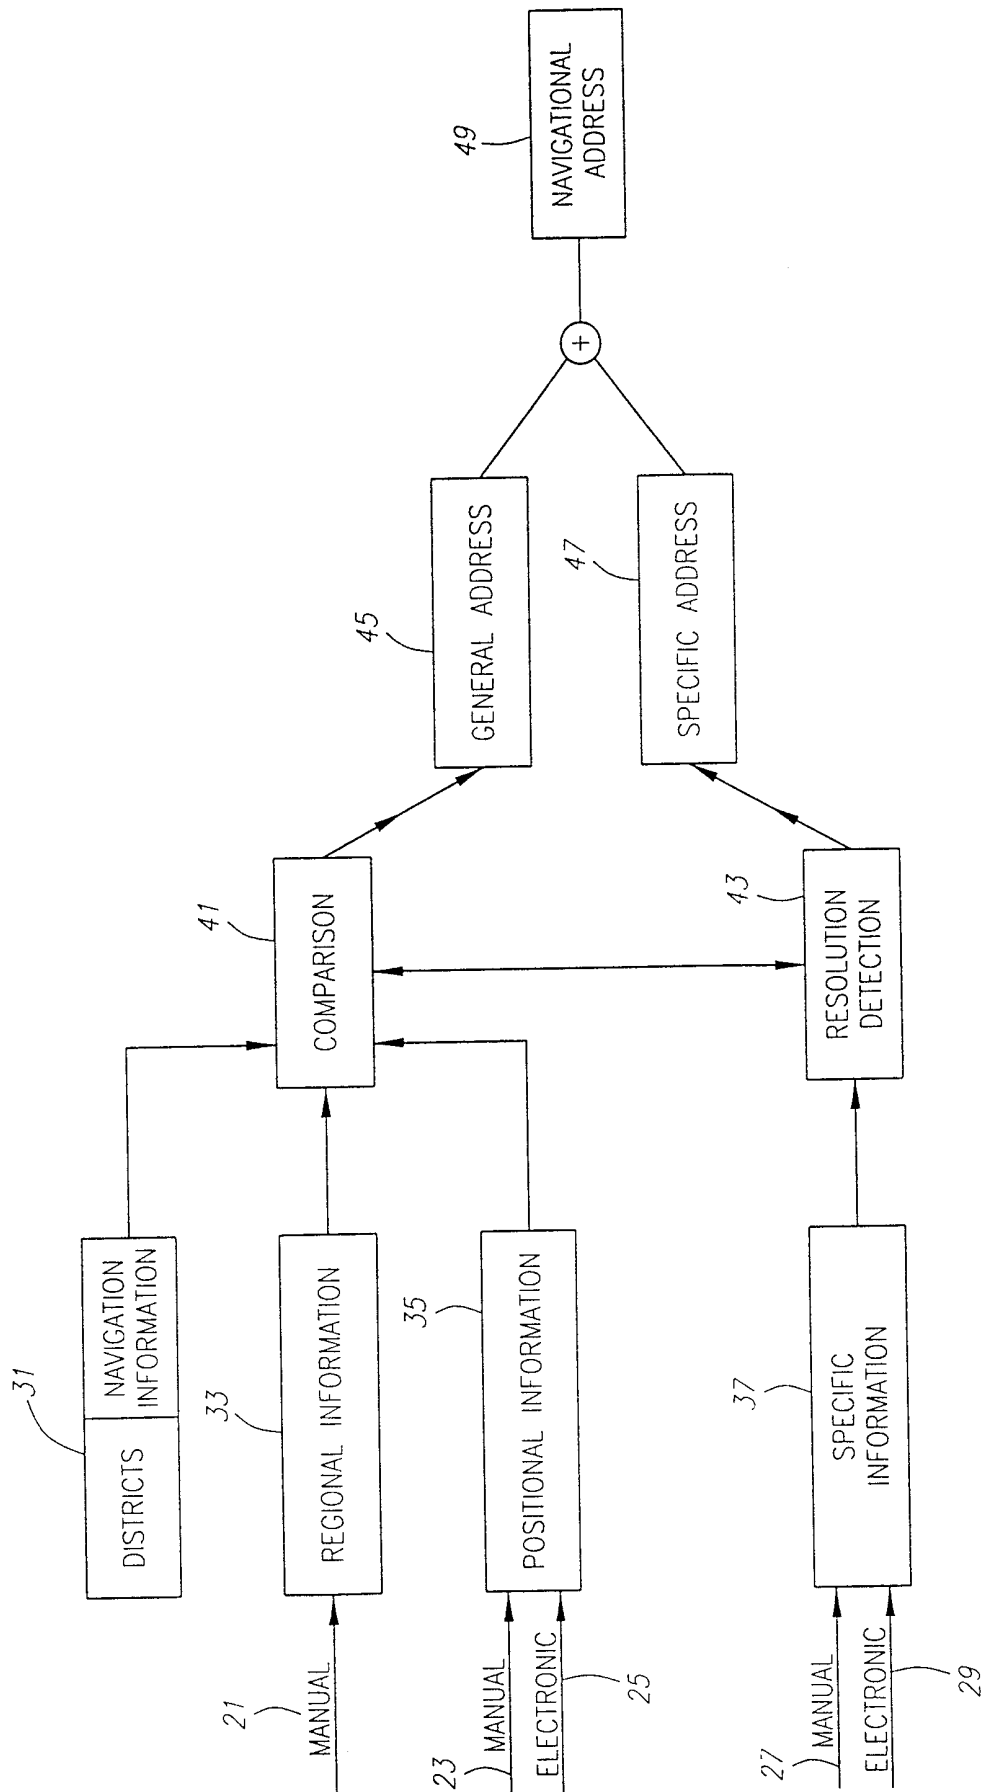 31
DISTRICTS
NAVIGATION
INFORMATION
21
MANUAL
33
REGIONAL INFORMATION
23
MANUAL
ELECTRONIC
25
35
POSITIONAL INFORMATION
27
MANUAL
ELECTRONIC
29
37
SPECIFIC
INFORMATION
41
COMPARISON
43
RESOLUTION
DETECTION
45
GENERAL ADDRESS
47
SPECIFIC ADDRESS
+
49
NAVIGATIONAL
ADDRESS